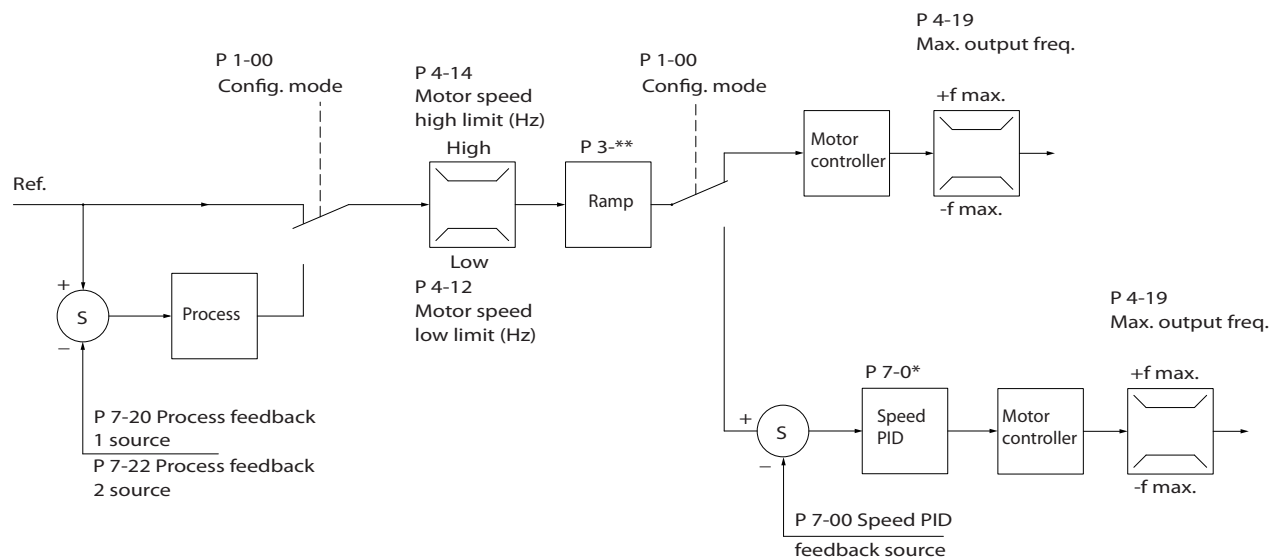 P 4-19
Max. output freq.
P 1-00
Config. mode
P 4-14
Motor speed
high limit (Hz)
P 1-00
Config. mode
+f max.
High
P 3-**
Motor
controller
Ref.
Ramp
-f max.
Low
P 4-12
Motor speed
low limit (Hz)
+
S
–
Process
P 4-19
Max. output freq.
P 7-20 Process feedback
1 source
P 7-22 Process feedback
2 source
P 7-0*
+f max.
+
S
–
Speed
PID
Motor
controller
-f max.
P 7-00 Speed PID
feedback source